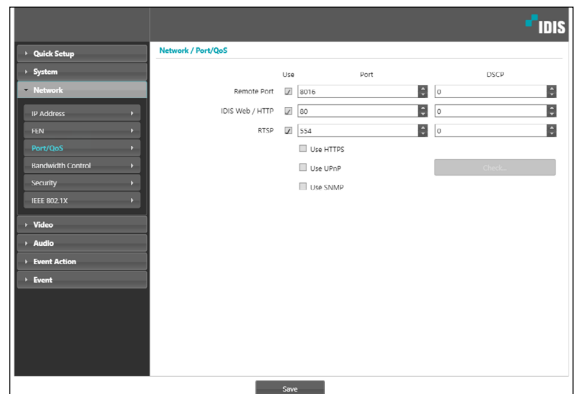 IDIS
Quick Setup
System
Network
IP Address
FEN
Port/QoS
Bandwidth Control
Security
IEEE 802.1X
Video
Audio
Event Action
Event
Network / Port/QoS
Use Port DSCP
Remote Port 8016 0
IDIS Web / HTTP 80 0
RTSP 554 0
Use HTTPS
Use UPnP Check...
Use SNMP
Save